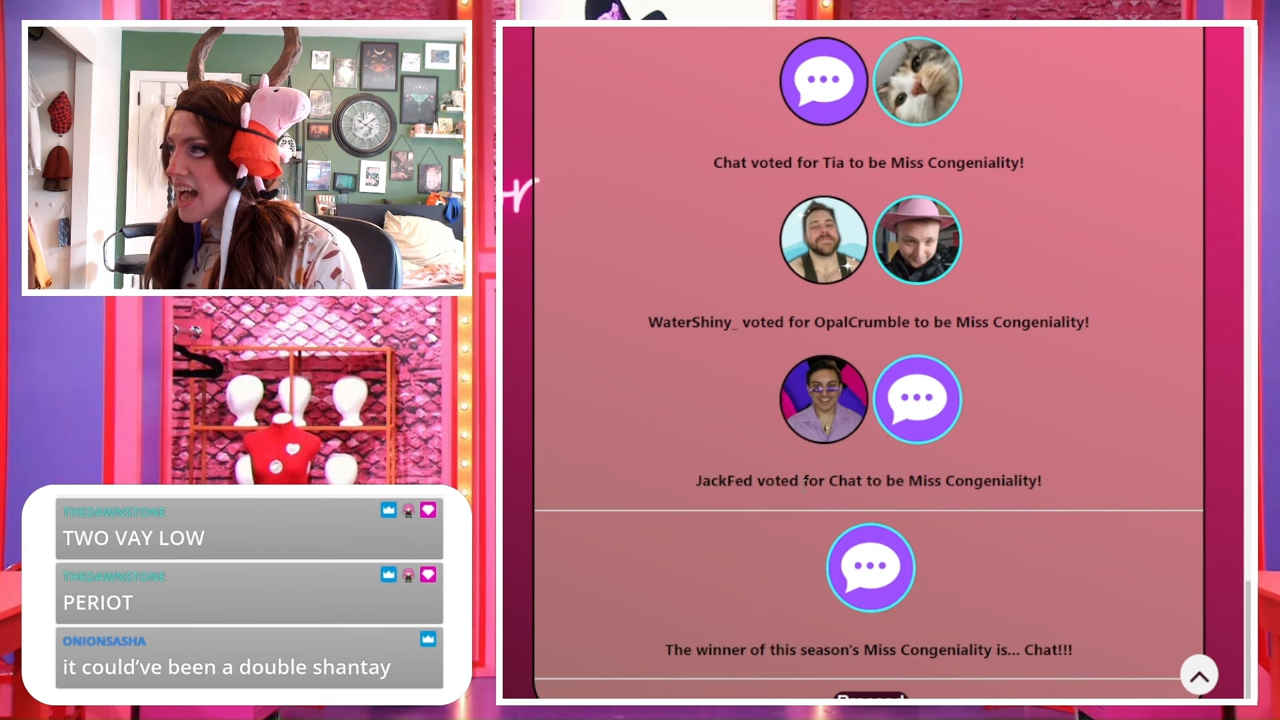 Chat voted for Tia to be Miss Congeniality!
WaterShiny_ voted for OpalCrumble to be Miss Congeniality!
JackFed voted for Chat to be Miss Congeniality!
The winner of this season's Miss Congeniality is... Chat!!!
THEDAWNSTONE
TWO VAY LOW
THEDAWNSTONE
PERIOT
ONIONSASHA
it could've been a double shantay